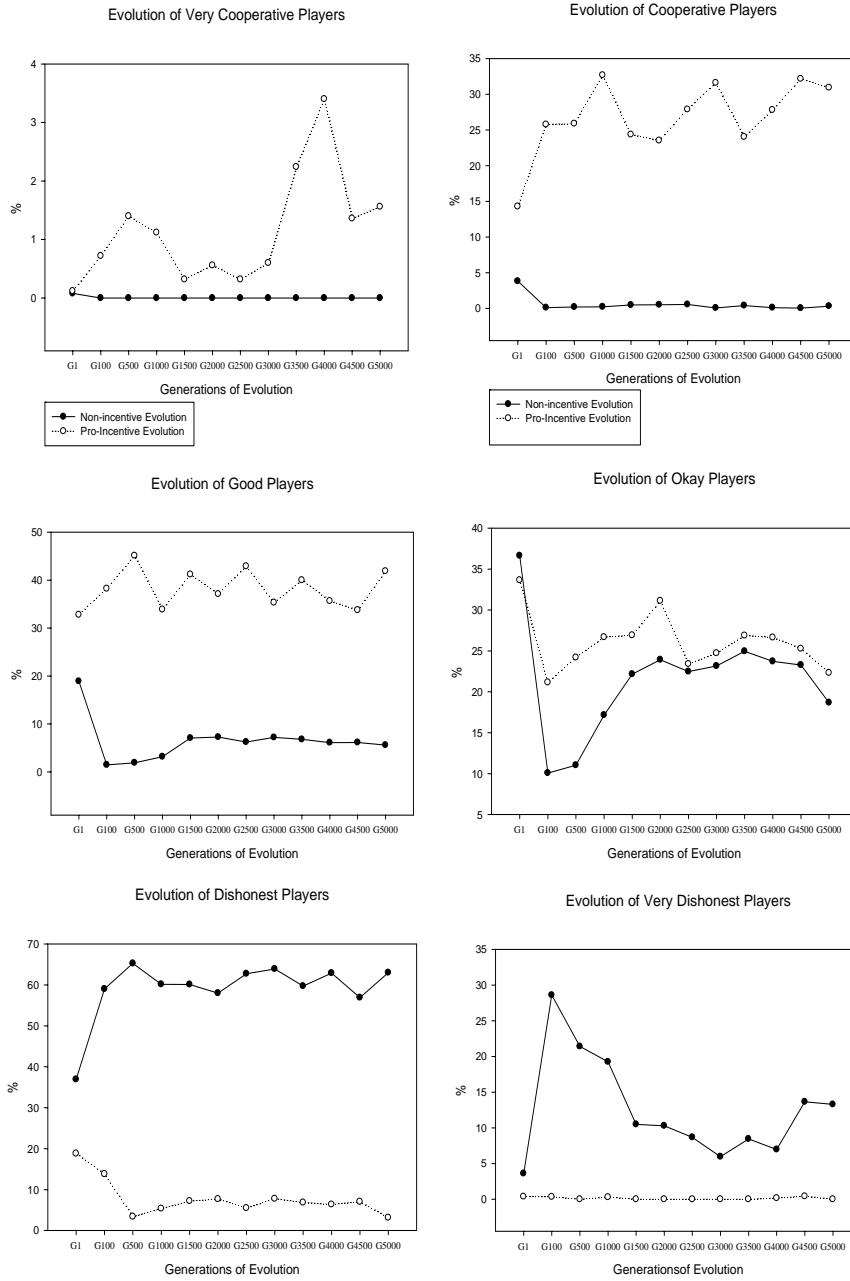 Evolution of Very Cooperative Players
4
3
2
1
0
%
G1 G100 G500 G1000 G1500 G2000 G2500 G3000 G3500 G4000 G4500 G5000
Generations of Evolution
Non-incentive Evolution
Pro-Incentive Evolution
Evolution of Cooperative Players
35
30
25
20
15
10
5
0
%
G1 G100 G500 G1000 G1500 G2000 G2500 G3000 G3500 G4000 G4500 G5000
Generations of Evolution
Non-incentive Evolution
Pro-Incentive Evolution
Evolution of Good Players
50
40
30
20
10
0
%
G1 G100 G500 G1000 G1500 G2000 G2500 G3000 G3500 G4000 G4500 G5000
Generations of Evolution
Evolution of Okay Players
40
35
30
25
20
15
10
5
%
G1 G100 G500 G1000 G1500 G2000 G2500 G3000 G3500 G4000 G4500 G5000
Generations of Evolution
Evolution of Dishonest Players
70
60
50
40
30
20
10
0
%
G1 G100 G500 G1000 G1500 G2000 G2500 G3000 G3500 G4000 G4500 G5000
Generations of Evolution
Evolution of Very Dishonest Players
35
30
25
20
15
10
5
0
%
G1 G100 G500 G1000 G1500 G2000 G2500 G3000 G3500 G4000 G4500 G5000
Generationsof Evolution